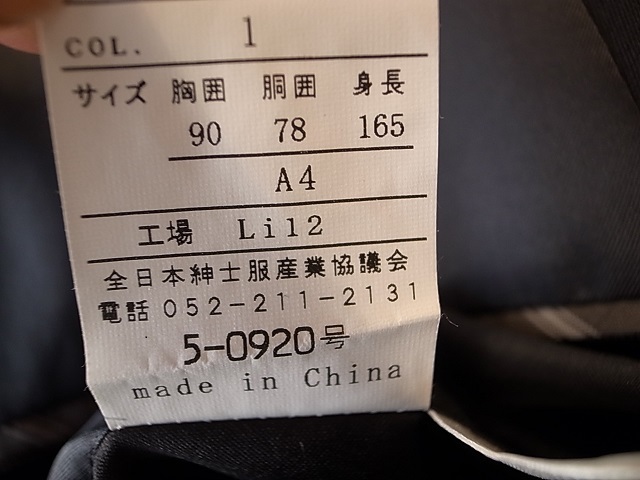 COL. 1
サイズ 胸囲 胴囲 身長
90 78 165
A4
工場 Li12
全日本紳士服産業協議会
電話 052-211-2131
5-0920号
made in China